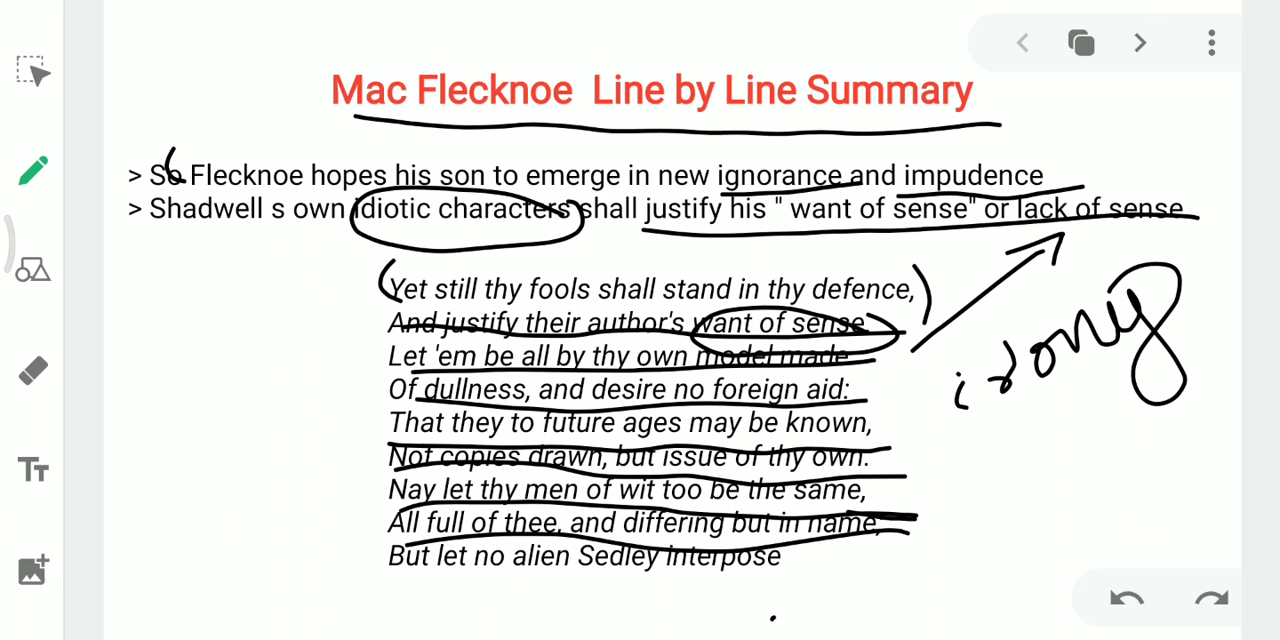 Mac Flecknoe Line by Line Summary
> So Flecknoe hopes his son to emerge in new ignorance and impudence
> Shadwell s own idiotic characters shall justify his " want of sense" or lack of sense
Yet still thy fools shall stand in thy defence,
And justify their author's want of sense.
Let 'em be all by thy own model made
Of dullness, and desire no foreign aid:
That they to future ages may be known,
Not copies drawn, but issue of thy own.
Nay let thy men of wit too be the same,
All full of thee, and differing but in name;
But let no alien Sedley interpose
irony
Tт